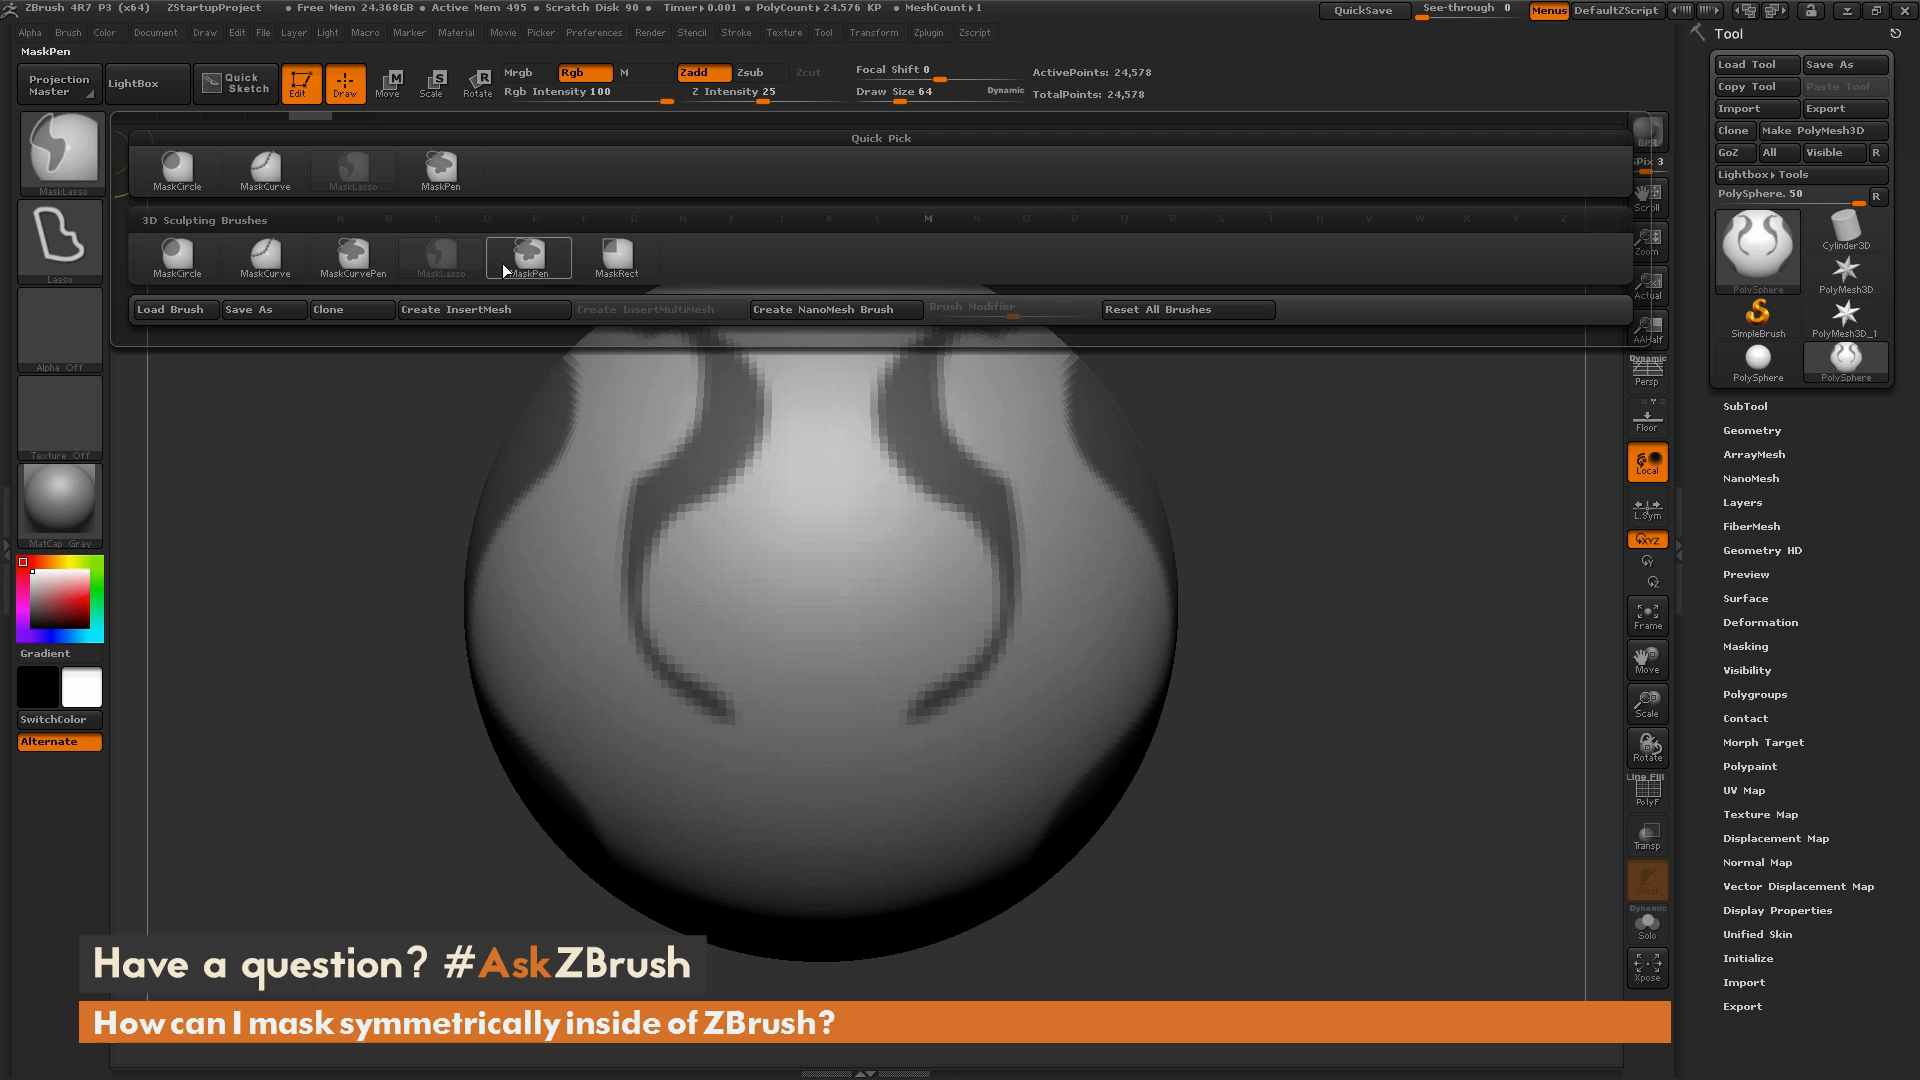 ZBrush 4R7 P3 (x64) ZStartupProject • Free Mem 24.368GB • Active Mem 495 • Scratch Disk 90 • Timer▸0.001 • PolyCount▸24.576 KP • MeshCount▸1 QuickSave See-through 0 Menus DefaultZScript
Alpha Brush Color Document Draw Edit File Layer Light Macro Marker Material Movie Picker Preferences Render Stencil Stroke Texture Tool Transform Zplugin Zscript
MaskPen
Projection Master LightBox Quick Sketch Edit Draw Move Scale Rotate
Mrgb Rgb M Zadd Zsub Zcut Focal Shift 0 ActivePoints: 24,578
Rgb Intensity 100 Z Intensity 25 Draw Size 64 Dynamic TotalPoints: 24,578
Quick Pick
MaskCircle MaskCurve MaskLasso MaskPen
3D Sculpting Brushes A B C D E F G H I J K L M N O P Q R S T U V W X Y Z
MaskCircle MaskCurve MaskCurvePen MaskLasso MaskPen MaskRect
Load Brush Save As Clone Create InsertMesh Create InsertMultiMesh Create NanoMesh Brush Brush Modifier Reset All Brushes
MaskLasso
Lasso
Alpha Off
Texture Off
MatCap Gray
Gradient
SwitchColor
Alternate
BPR
SPix 3
Scroll
Zoom
Actual
AAHalf
Dynamic
Persp
Floor
Local
L.Sym
XYZ
Y
Z
Frame
Move
Scale
Rotate
Line Fill
PolyF
Transp
Ghost
Dynamic
Solo
Xpose
Tool
Load Tool Save As
Copy Tool Paste Tool
Import Export
Clone Make PolyMesh3D
GoZ All Visible R
Lightbox▸Tools
PolySphere. 50 R
PolySphere Cylinder3D
PolyMesh3D
SimpleBrush PolyMesh3D_1
PolySphere PolySphere
SubTool
Geometry
ArrayMesh
NanoMesh
Layers
FiberMesh
Geometry HD
Preview
Surface
Deformation
Masking
Visibility
Polygroups
Contact
Morph Target
Polypaint
UV Map
Texture Map
Displacement Map
Normal Map
Vector Displacement Map
Display Properties
Unified Skin
Initialize
Import
Export
Have a question? #AskZBrush
How can I mask symmetrically inside of ZBrush?